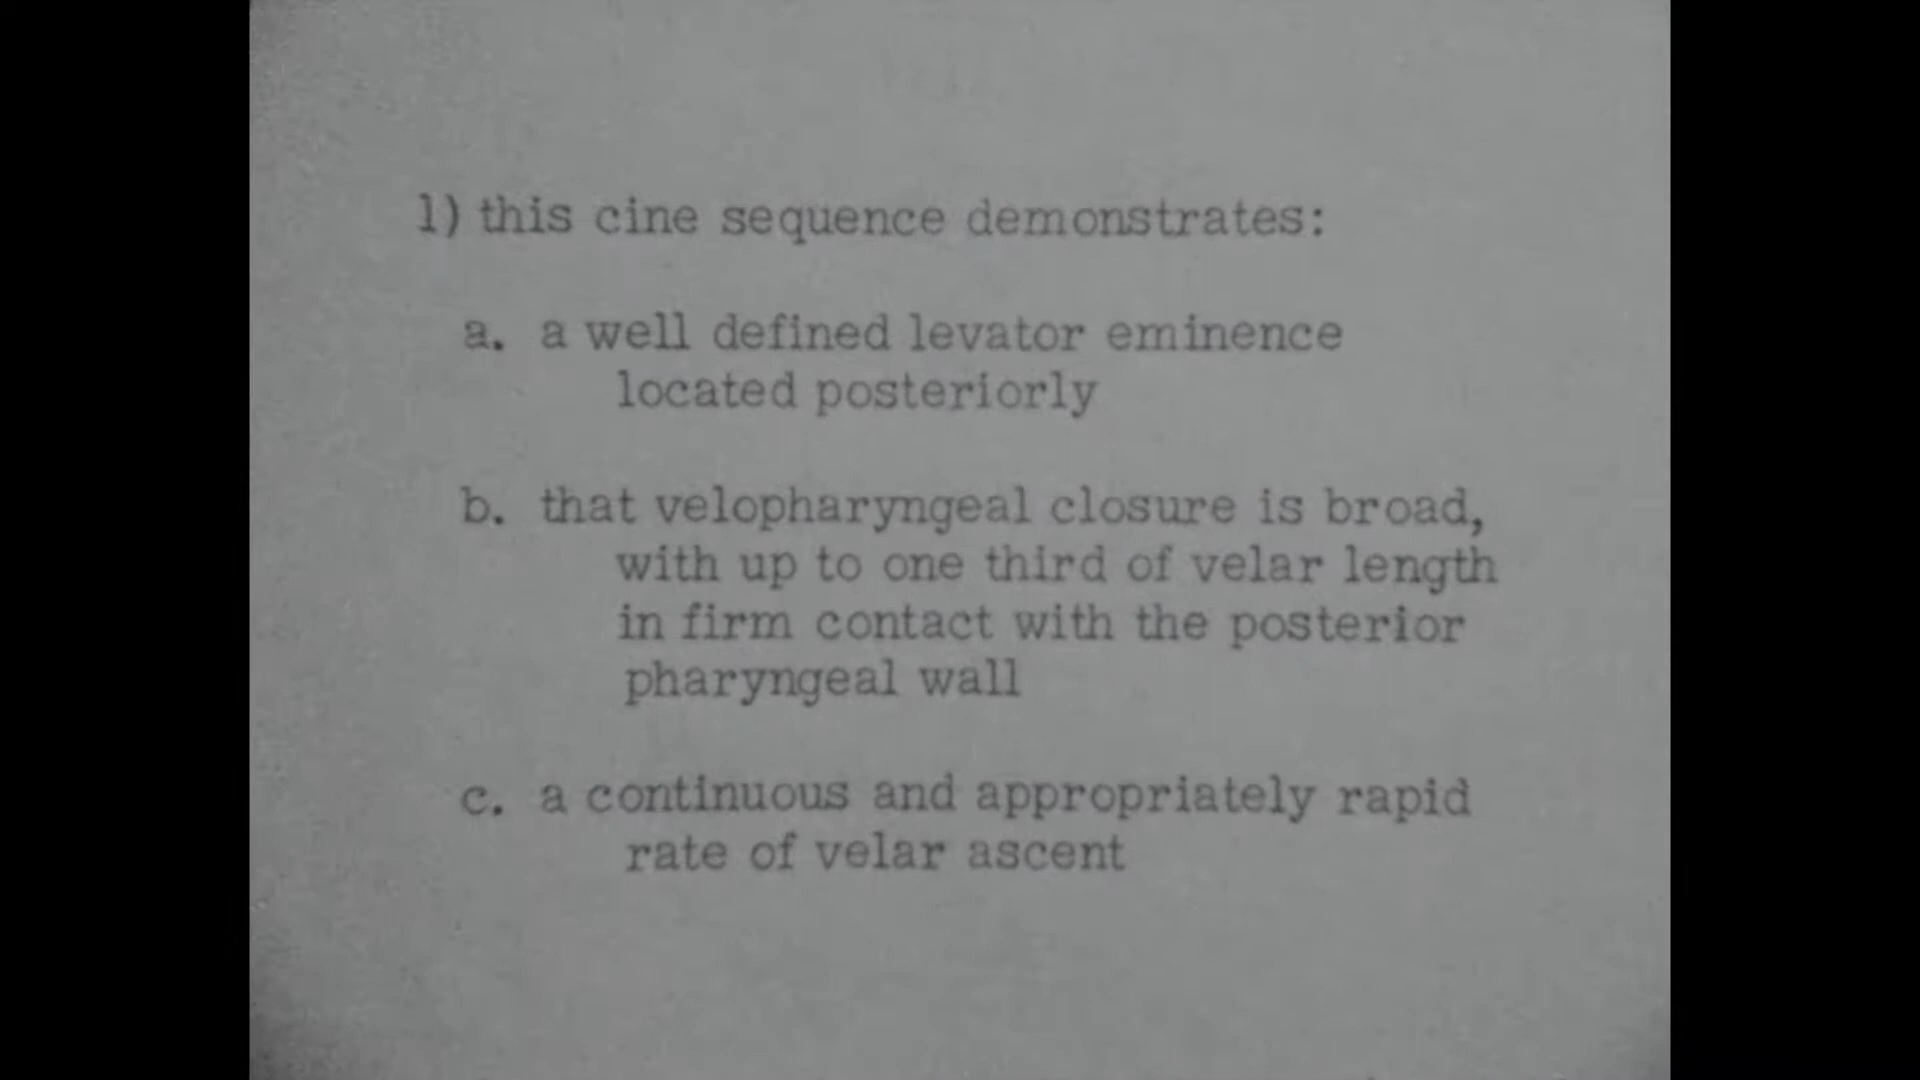 1) this cine sequence demonstrates:
a. a well defined levator eminence
located posteriorly
b. that velopharyngeal closure is broad,
with up to one third of velar length
in firm contact with the posterior
pharyngeal wall
c. a continuous and appropriately rapid
rate of velar ascent